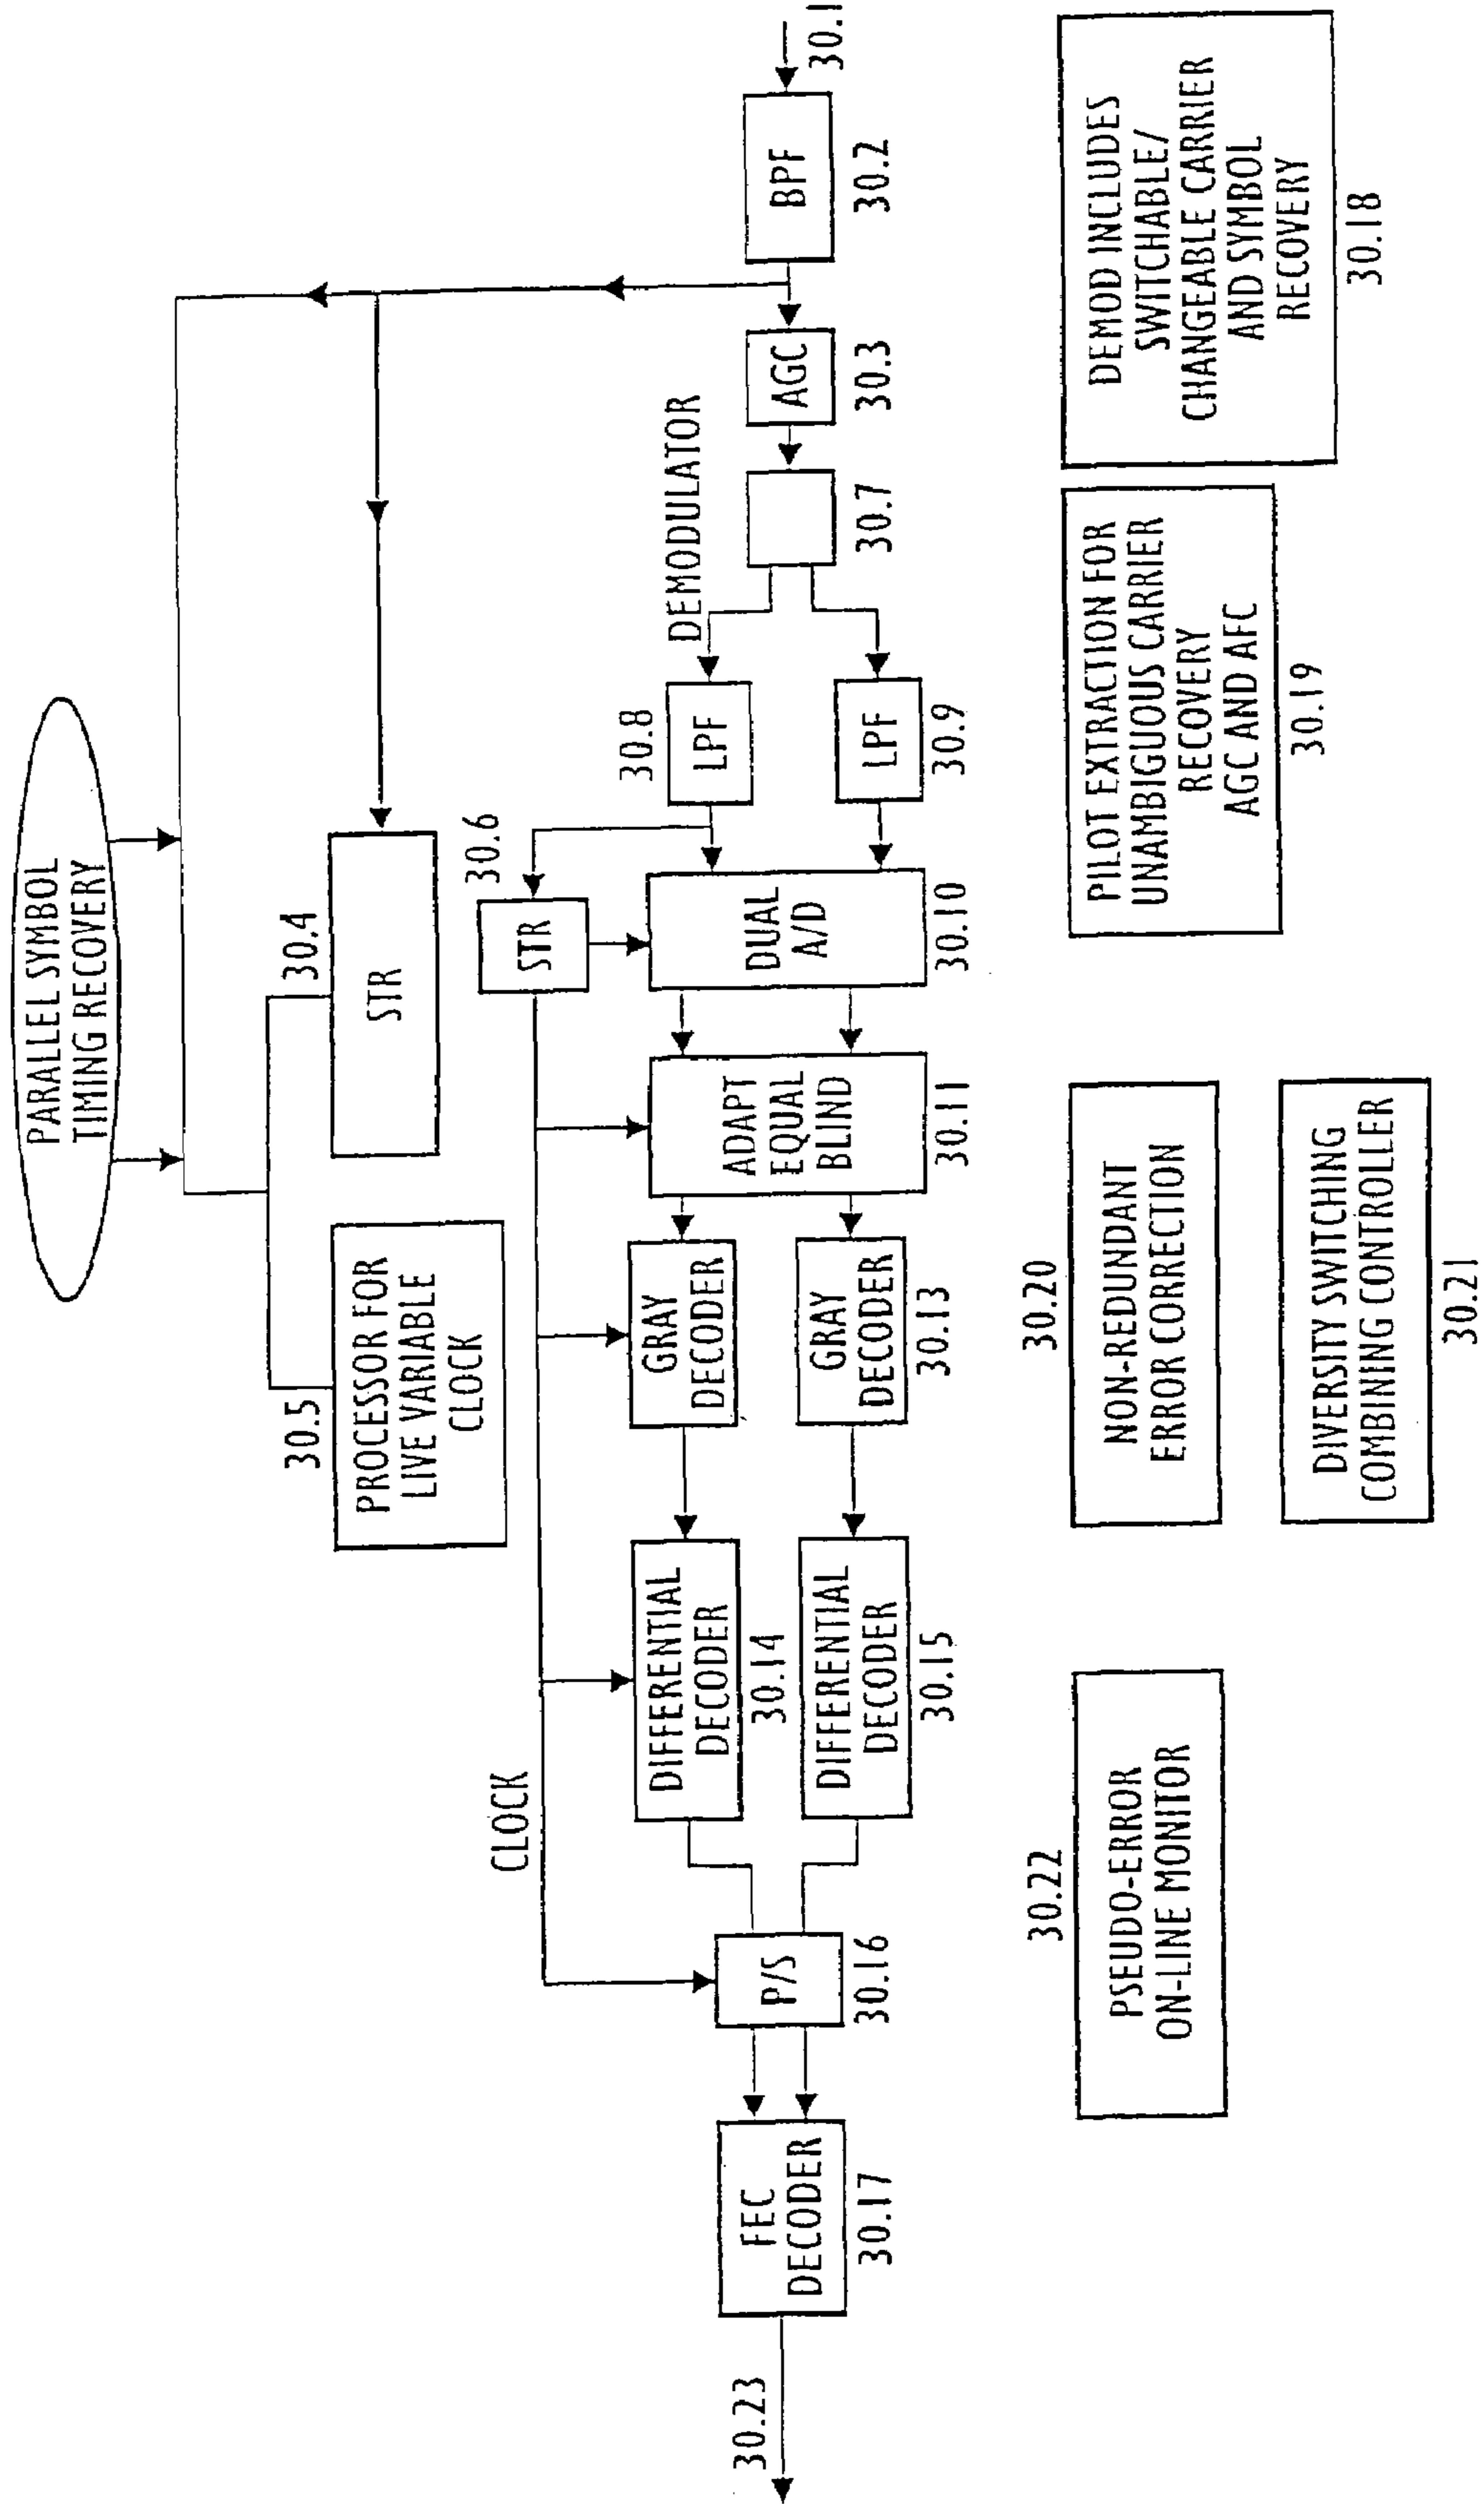 PARALLEL SYMBOL
TIMING RECOVERY
30.5
PROCESSOR FOR
LIVE VARIABLE
CLOCK
30.4
STR
CLOCK
30.6
STR
30.8
LPF
DEMODULATOR
30.23
FEC
DECODER
30.17
P/S
30.16
DIFFERENTIAL
DECODER
30.14
DIFFERENTIAL
DECODER
30.15
GRAY
DECODER
GRAY
DECODER
30.13
ADAPT
EQUAL
BLIND
30.11
DUAL
A/D
30.10
LPF
30.9
30.7
AGC
30.3
BPF
30.2
30.1
30.22
PSEUDO-ERROR
ON-LINE MONITOR
30.20
NON-REDUNDANT
ERROR CORRECTION
DIVERSITY SWITCHING
COMBINING CONTROLLER
30.21
PILOT EXTRACTION FOR
UNAMBIGUOUS CARRIER
RECOVERY
AGC AND AFC
30.19
DEMOD INCLUDES
SWITCHABLE/
CHANGEABLE CARRIER
AND SYMBOL
RECOVERY
30.18